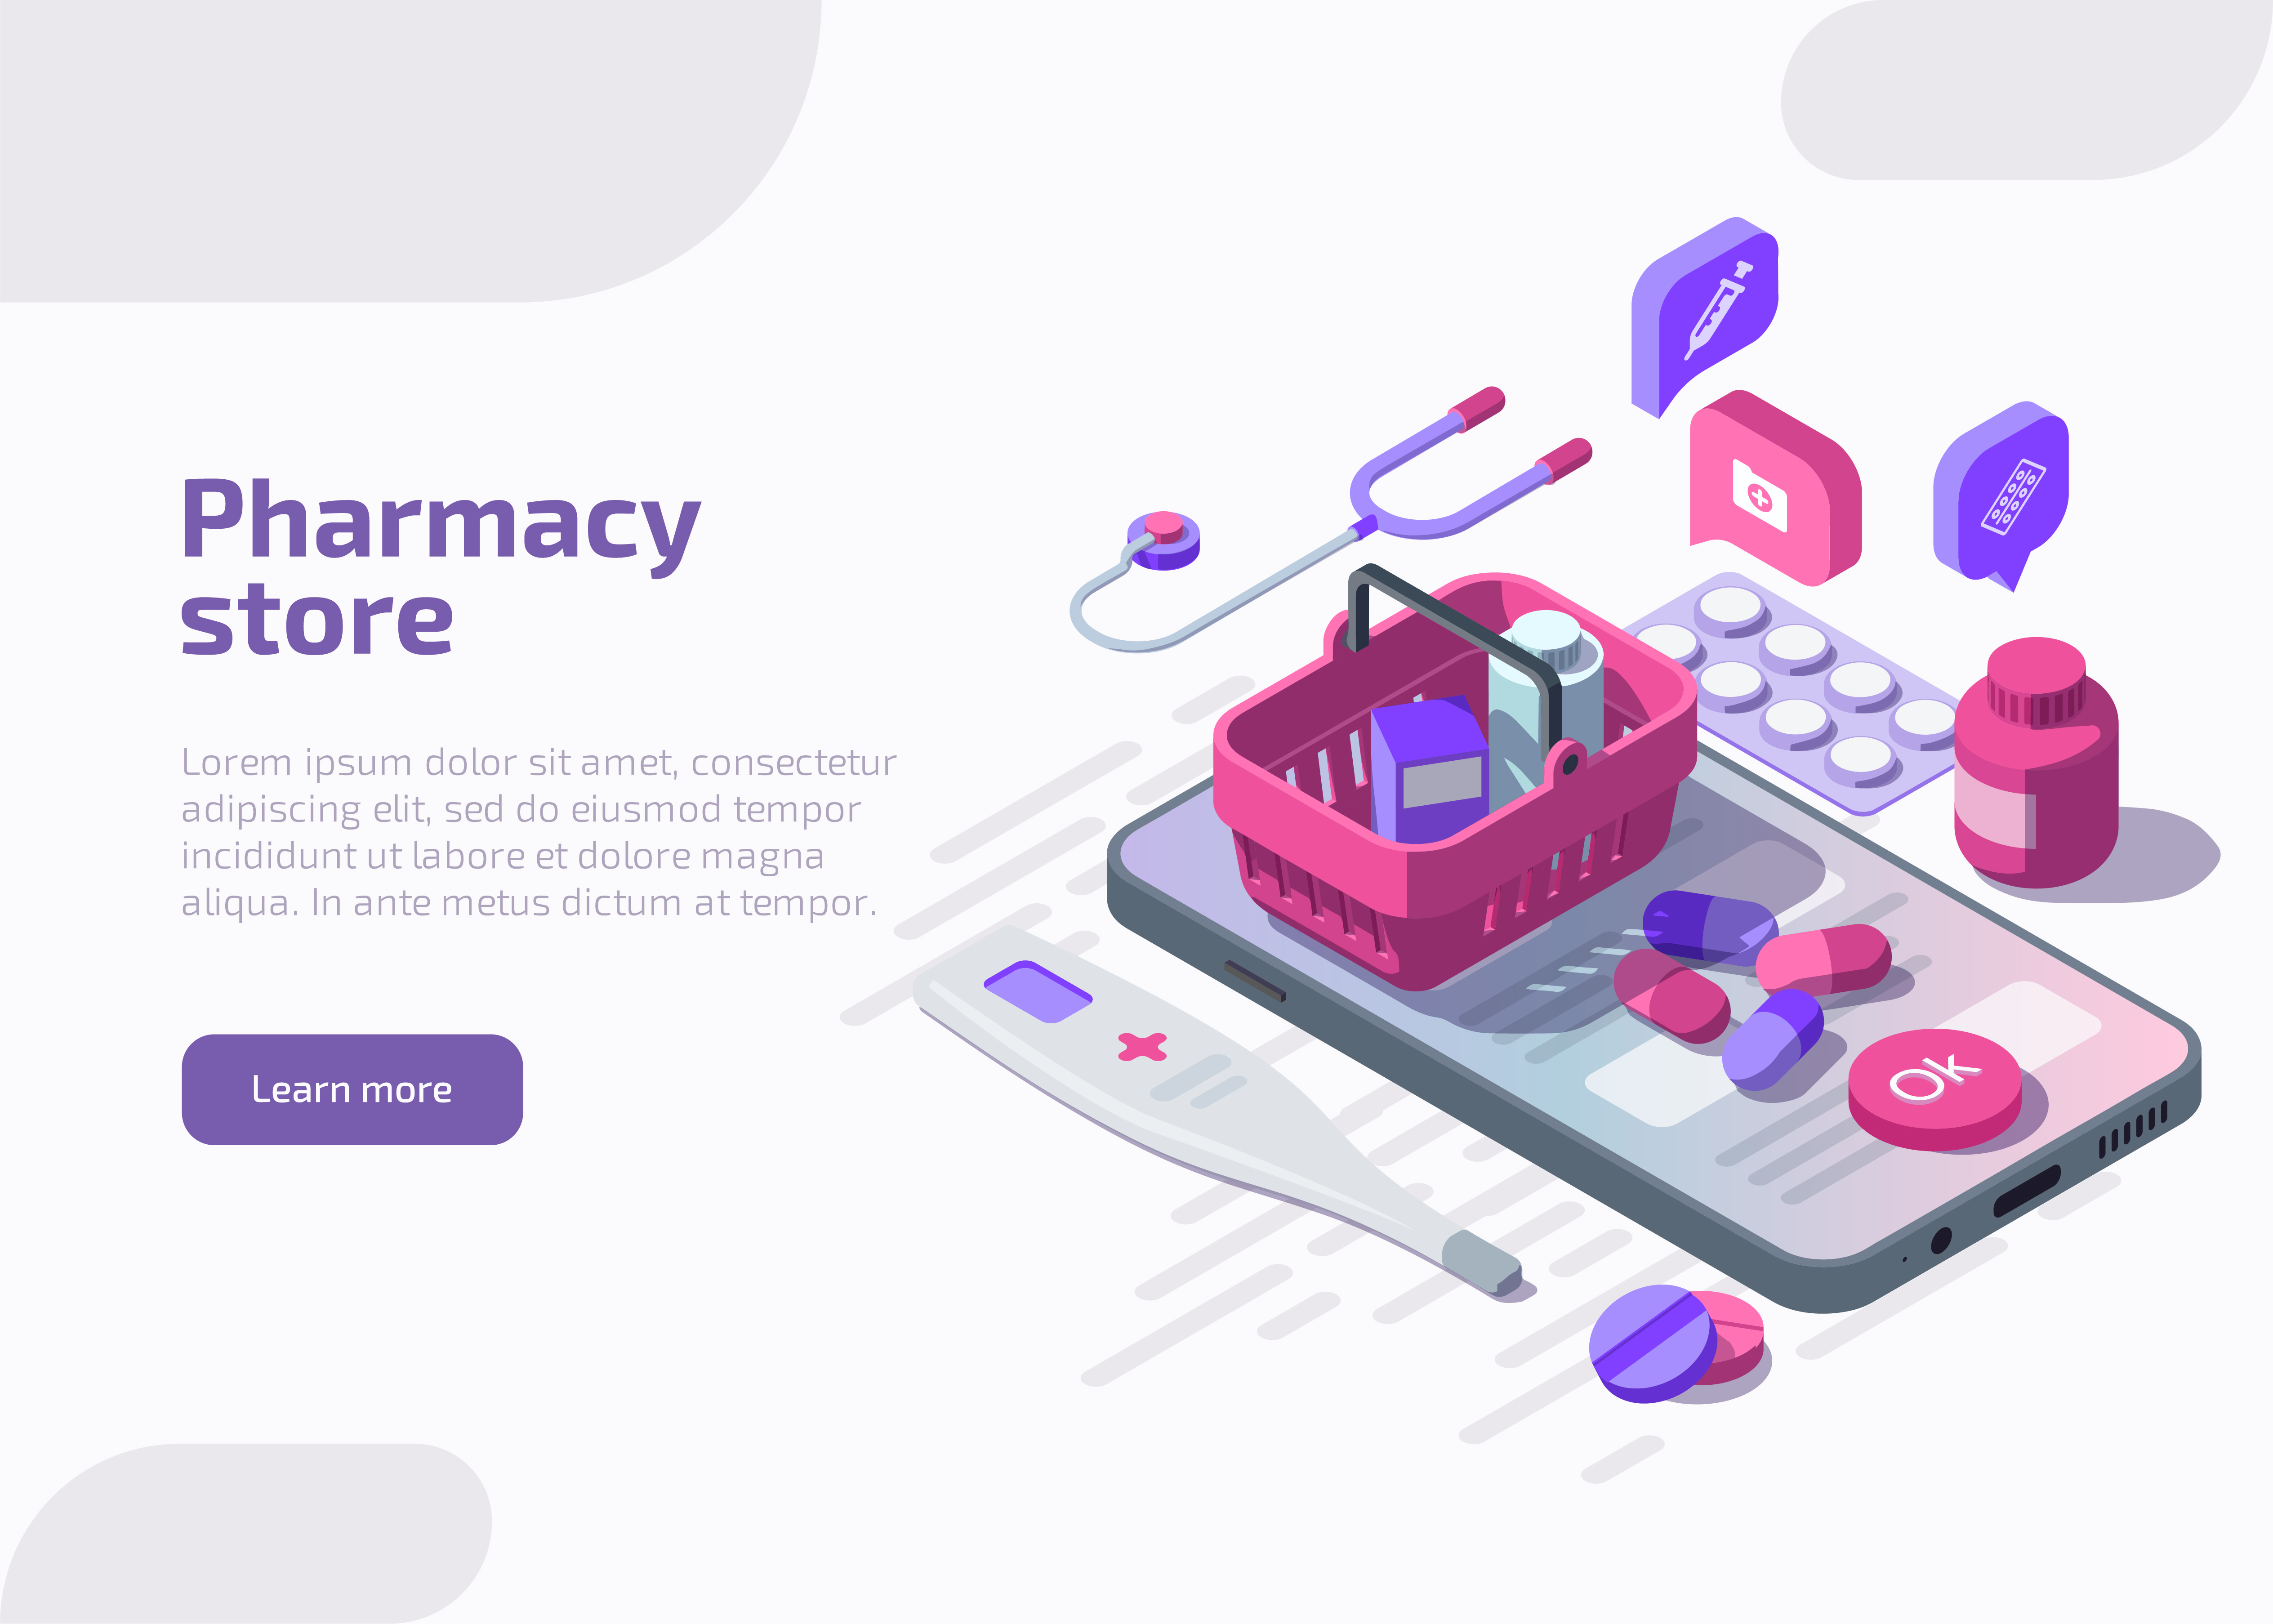 Pharmacy
store
Lorem ipsum dolor sit amet, consectetur
adipiscing elit, sed do eiusmod tempor
incididunt ut labore et dolore magna
aliqua. In ante metus dictum at tempor.
Learn more
Ok